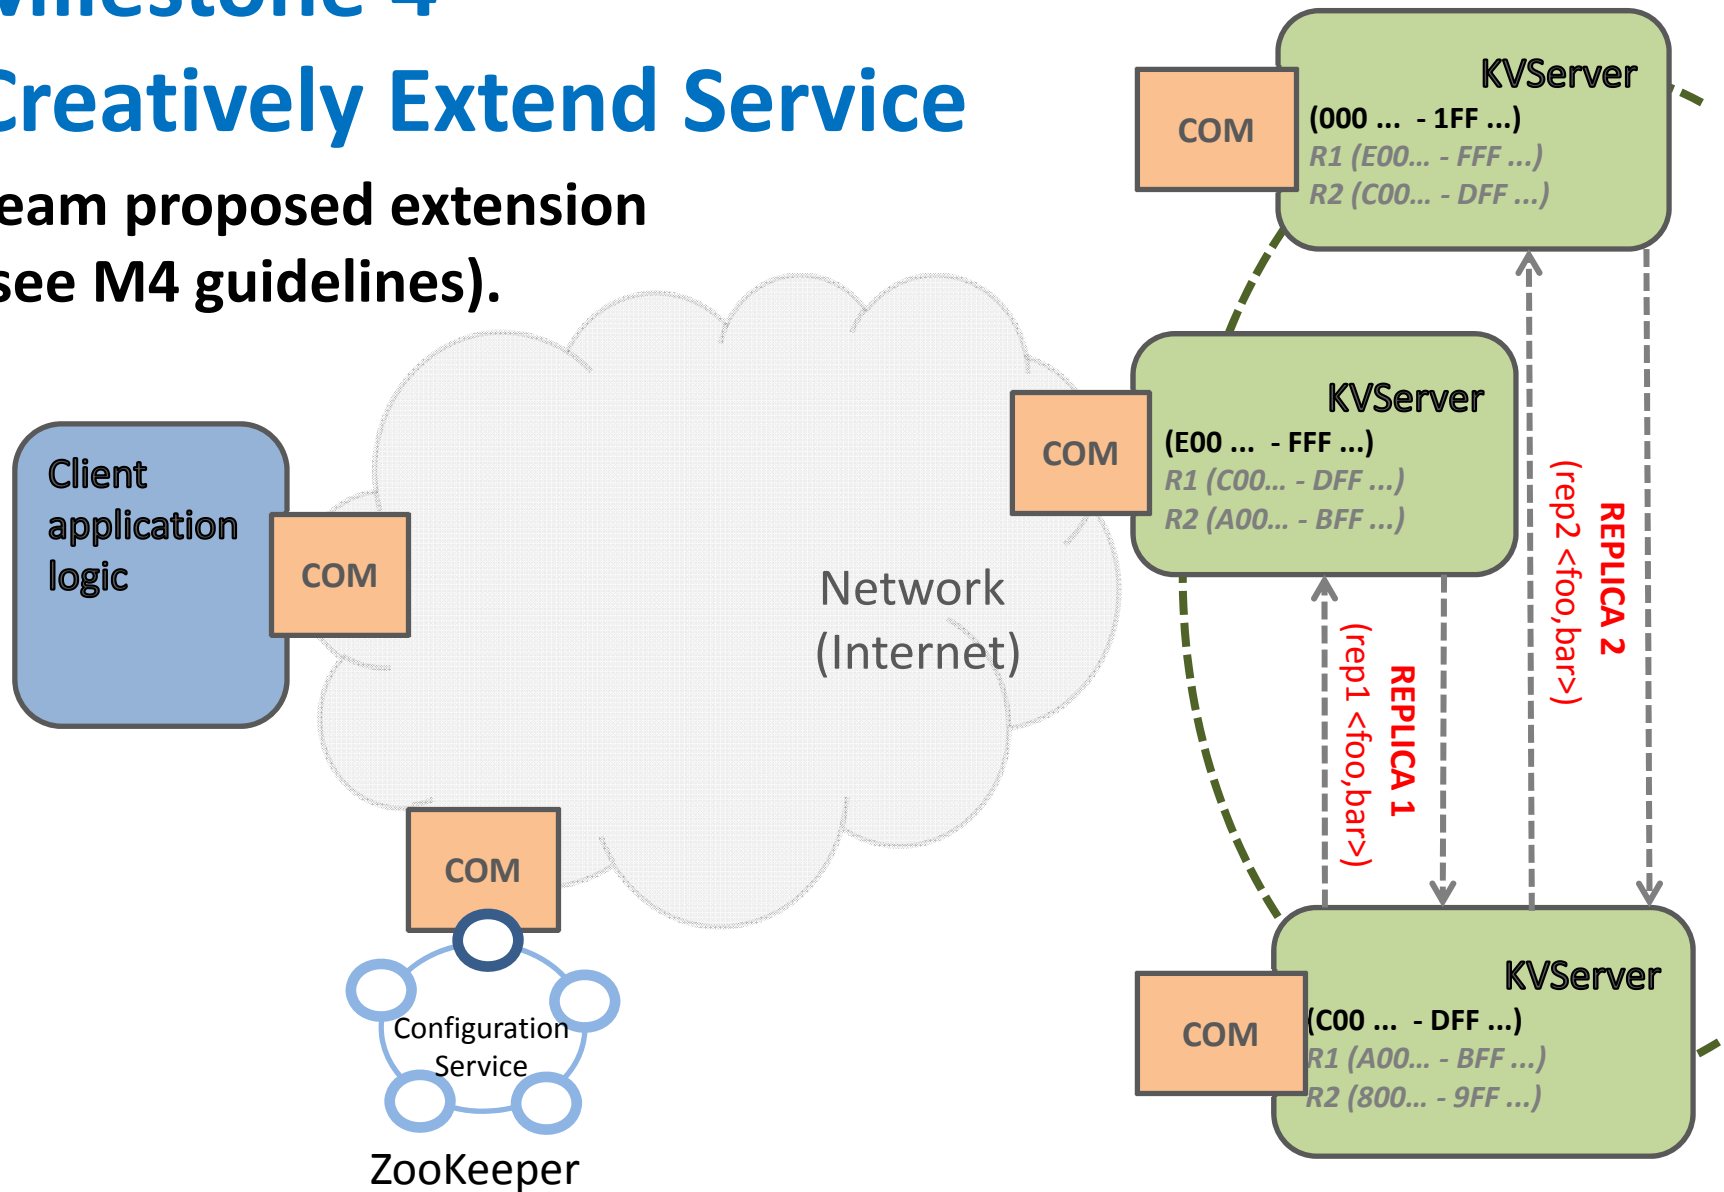 Milestone 4
Creatively Extend Service
eam proposed extension
see M4 guidelines).
KVServer
COM
(000 ... - 1FF ...)
R1 (E00... - FFF ...)
R2 (C00... - DFF ...)
KVServer
COM
(E00 ... - FFF ...)
R1 (C00... - DFF ...)
R2 (A00... - BFF ...)
Client
application
logic
COM
Network
(Internet)
REPLICA 2
(rep2 <foo,bar>)
REPLICA 1
(rep1 <foo,bar>)
COM
Configuration
Service
ZooKeeper
KVServer
COM
(C00 ... - DFF ...)
R1 (A00... - BFF ...)
R2 (800... - 9FF ...)